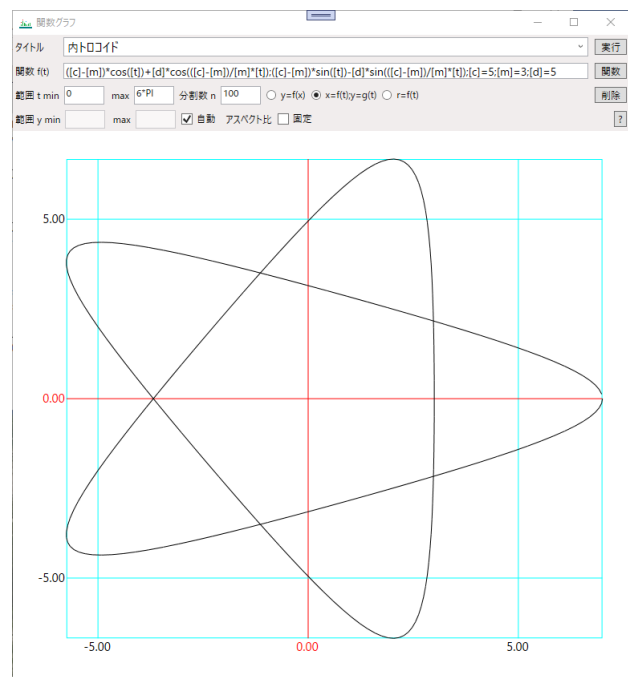 関数グラフ
タイトル 内トロコイド 実行
関数 f(t) ([c]-[m])*cos([t])+[d]*cos(([c]-[m])/[m]*[t]);([c]-[m])*sin([t])-[d]*sin(([c]-[m])/[m]*[t]);[c]=5;[m]=3;[d]=5 関数
範囲 t min 0 max 6*PI 分割数 n 100 y=f(x) x=f(t);y=g(t) r=f(t) 削除
範囲 y min max 自動 アスペクト比 固定 ?
5.00
0.00
-5.00
-5.00 0.00 5.00